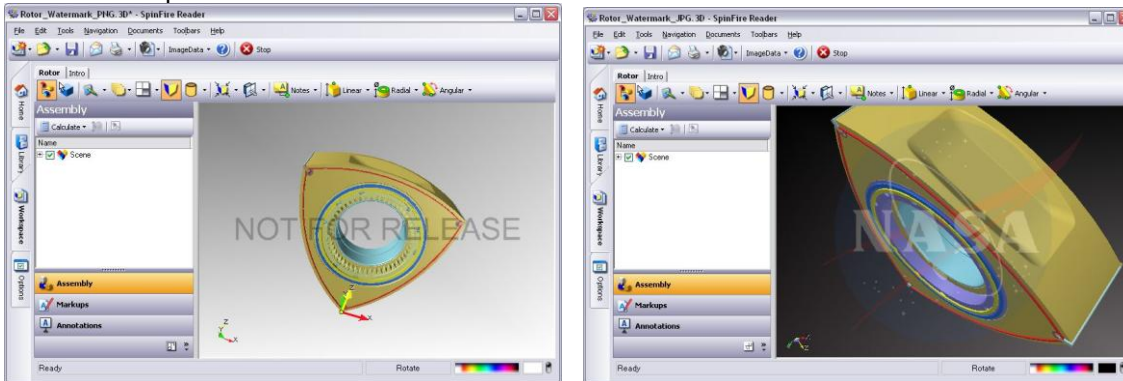 Rotor_Watermark_PNG.3D* - SpinFire Reader
File Edit Tools Navigation Documents Toolbars Help
ImageData Stop
Rotor Intro
Notes Linear Radial Angular
Assembly
Calculate
Name
Scene
Home
Library
Workspace
Options
NOT FOR RELEASE
Z
X
Z
Y
X
Assembly
Markups
Annotations
Ready Rotate
Rotor_Watermark_JPG.3D - SpinFire Reader
File Edit Tools Navigation Documents Toolbars Help
ImageData Stop
Rotor Intro
Notes Linear Radial Angular
Assembly
Calculate
Name
Scene
Home
Library
Workspace
Options
NASA
Assembly
Markups
Annotations
Ready Rotate